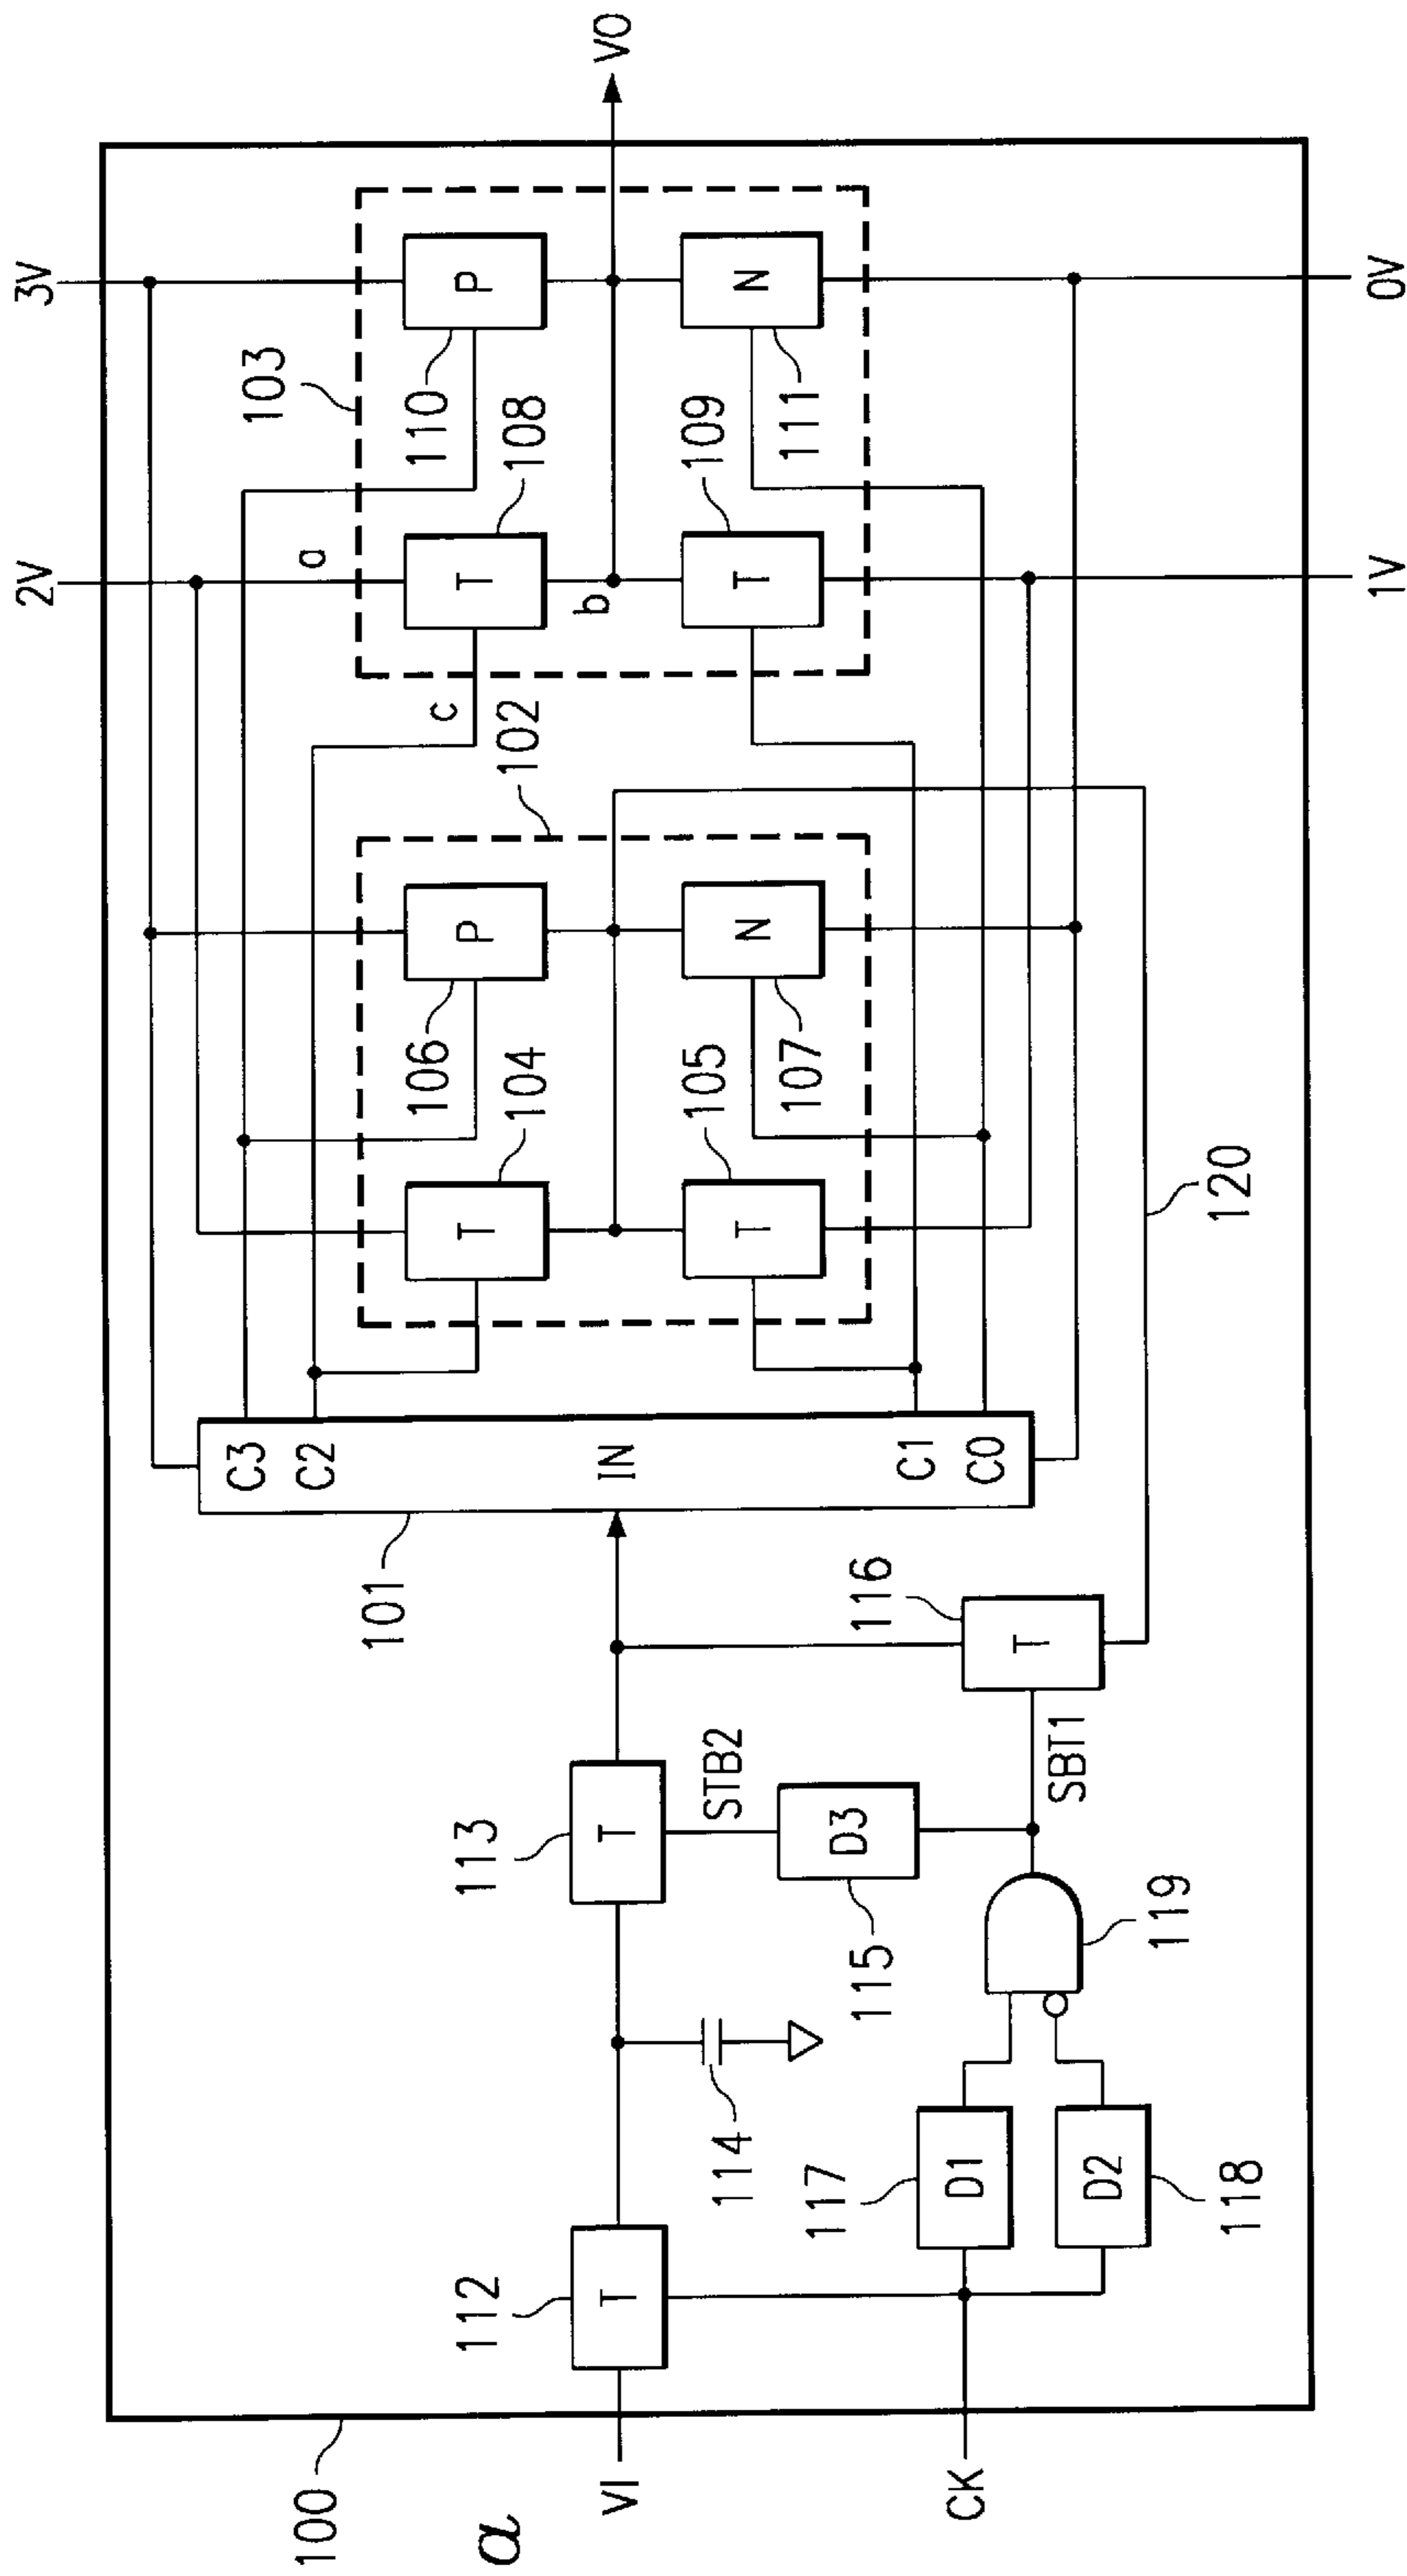 3V
2V
103
P
110
a
T
108
b
c
VO
N
111
T
109
102
P
106
T
104
N
107
T
105
1V
0V
120
C3
C2
IN
C1
C0
101
116
T
SBT1
STB2
113
T
D3
115
119
114
D1
117
D2
118
112
T
VI
CK
100
a